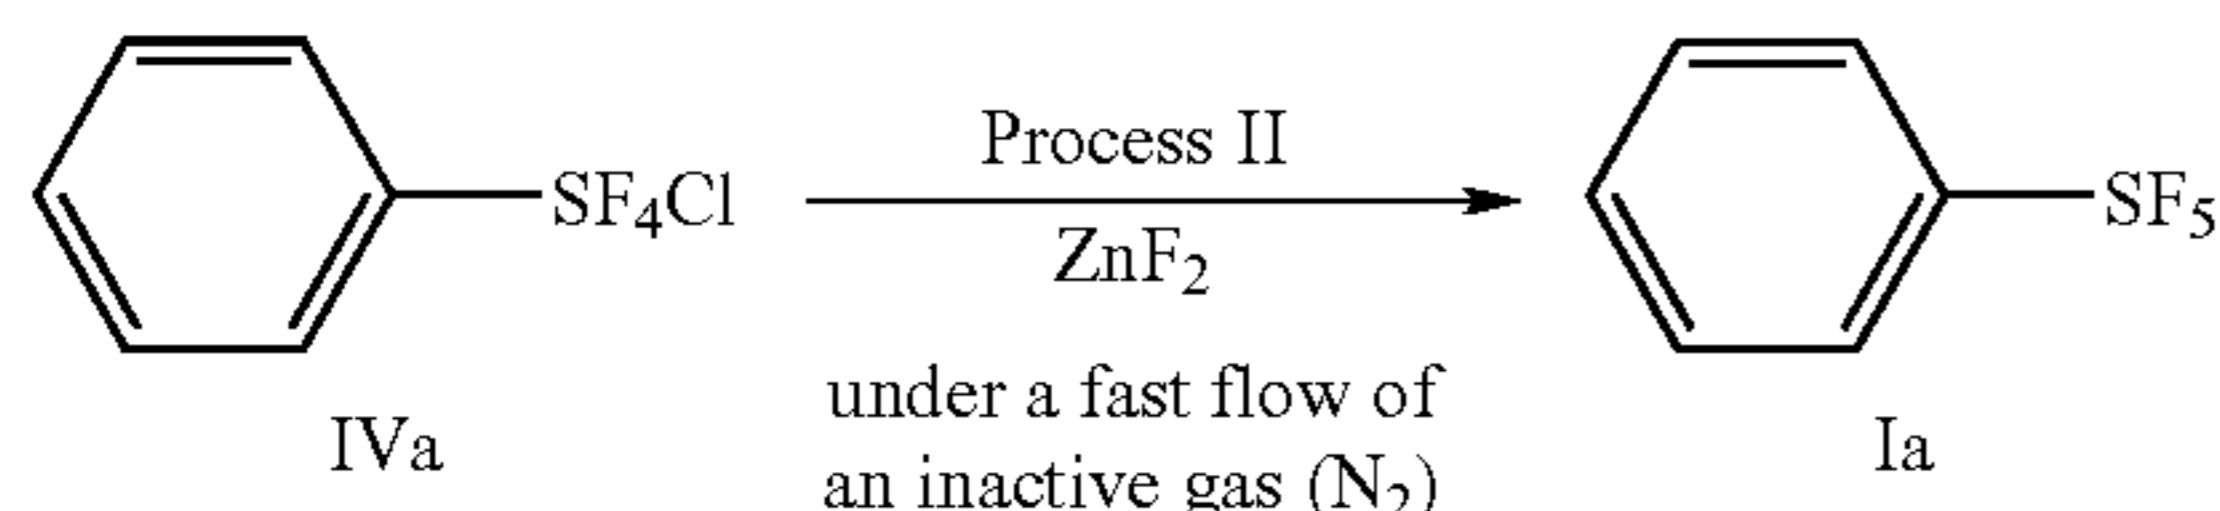 Process II
SF4Cl
ZnF2
SF5
under a fast flow of
an inactive gas (N2)
IVa
Ia